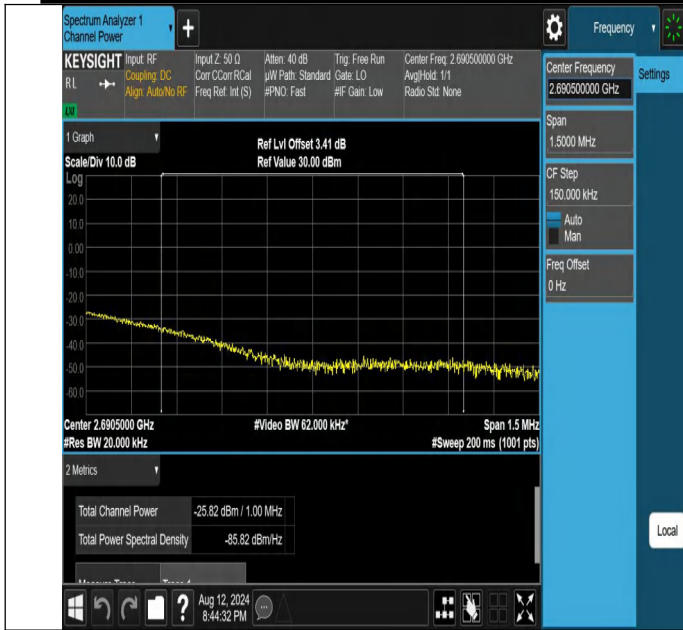 Spectrum Analyzer 1
Channel Power
+
Frequency
KEYSIGHT
RL
LXI
Input: RF
Coupling: DC
Align: Auto/No RF
Input Z: 50 Ω
Corr CCorr RCal
Freq Ref: Int (S)
Atten: 40 dB
µW Path: Standard
#PNO: Fast
Trig: Free Run
Gate: LO
#IF Gain: Low
Center Freq: 2.690500000 GHz
Avg|Hold: 1/1
Radio Std: None
Center Frequency
2.690500000 GHz
Settings
Span
1.5000 MHz
CF Step
150.000 kHz
Auto
Man
Freq Offset
0 Hz
Local
1 Graph
Scale/Div 10.0 dB
Ref Lvl Offset 3.41 dB
Ref Value 30.00 dBm
Log
20.0
10.0
0.00
-10.0
-20.0
-30.0
-40.0
-50.0
-60.0
Center 2.6905000 GHz
#Video BW 62.000 kHz*
Span 1.5 MHz
#Res BW 20.000 kHz
#Sweep 200 ms (1001 pts)
2 Metrics
Total Channel Power -25.82 dBm / 1.00 MHz
Total Power Spectral Density -85.82 dBm/Hz
?
Aug 12, 2024
8:44:32 PM